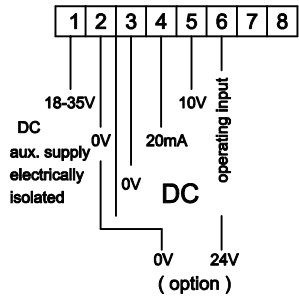 1 2 3 4 5 6 7 8
18-35V
10V
operating input
DC
0V
20mA
aux. supply
electrically
isolated
0V
DC
0V
24V
( option )